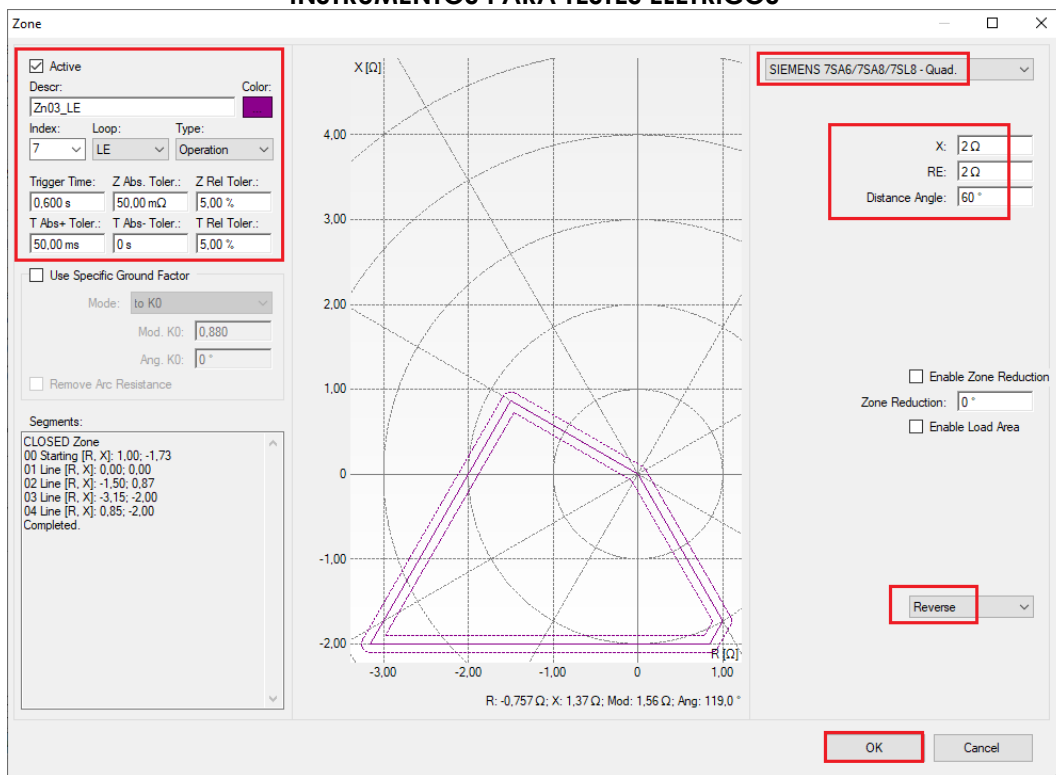 INSTRUMENTOS PARA TESTES ELÉTRICOS
Zone
Active
Descr: Color:
Zn03_LE
Index: Loop: Type:
7 LE Operation
Trigger Time: Z Abs. Toler.: Z Rel Toler.:
0,600 s 50,00 mΩ 5,00 %
T Abs+ Toler.: T Abs- Toler.: T Rel Toler.:
50,00 ms 0 s 5,00 %
Use Specific Ground Factor
Mode: to K0
Mod. K0: 0,880
Ang. K0: 0 °
Remove Arc Resistance
Segments:
CLOSED Zone
00 Starting [R, X]: 1,00; -1,73
01 Line [R, X]: 0,00; 0,00
02 Line [R, X]: -1,50; 0,87
03 Line [R, X]: -3,15; -2,00
04 Line [R, X]: 0,85; -2,00
Completed.
X [Ω]
4,00
3,00
2,00
1,00
0
-1,00
-2,00
R [Ω]
-3,00 -2,00 -1,00 0 1,00
R: -0,757 Ω; X: 1,37 Ω; Mod: 1,56 Ω; Ang: 119,0 °
SIEMENS 7SA6/7SA8/7SL8 - Quad.
X: 2 Ω
RE: 2 Ω
Distance Angle: 60 °
Enable Zone Reduction
Zone Reduction: 0 °
Enable Load Area
Reverse
OK Cancel